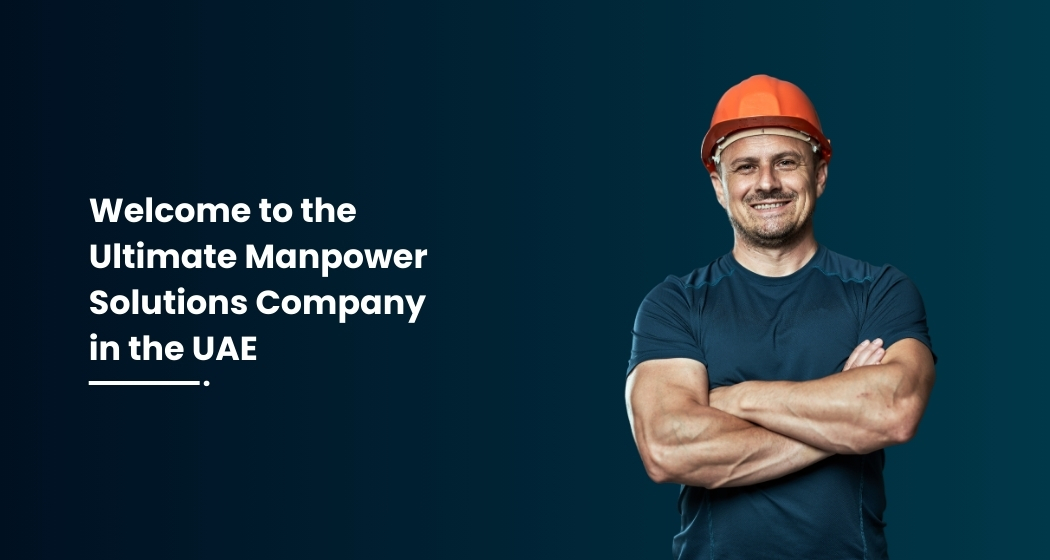 Welcome to the
Ultimate Manpower
Solutions Company
in the UAE